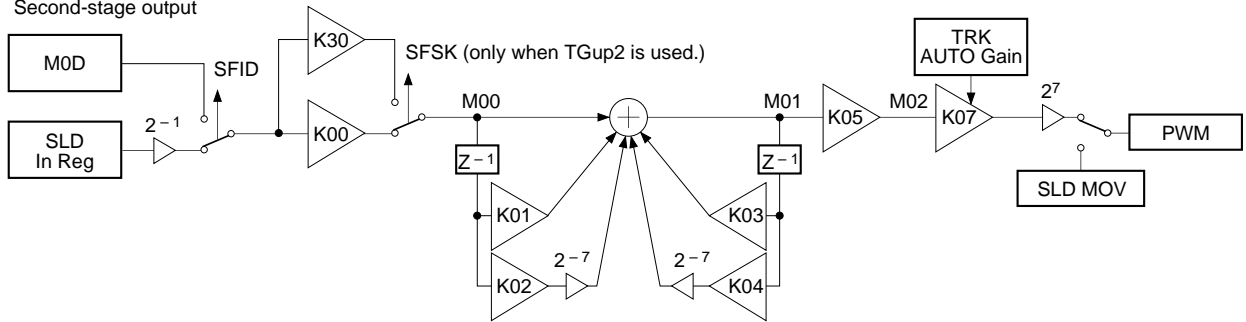 Second-stage output
M0D
SFID
K30
SFSK (only when TGup2 is used.)
TRK
AUTO Gain
SLD
In Reg
2⁻¹
K00
M00
M01
K05
M02
K07
2⁷
PWM
Z⁻¹
Z⁻¹
SLD MOV
K01
K03
K02
2⁻⁷
2⁻⁷
K04